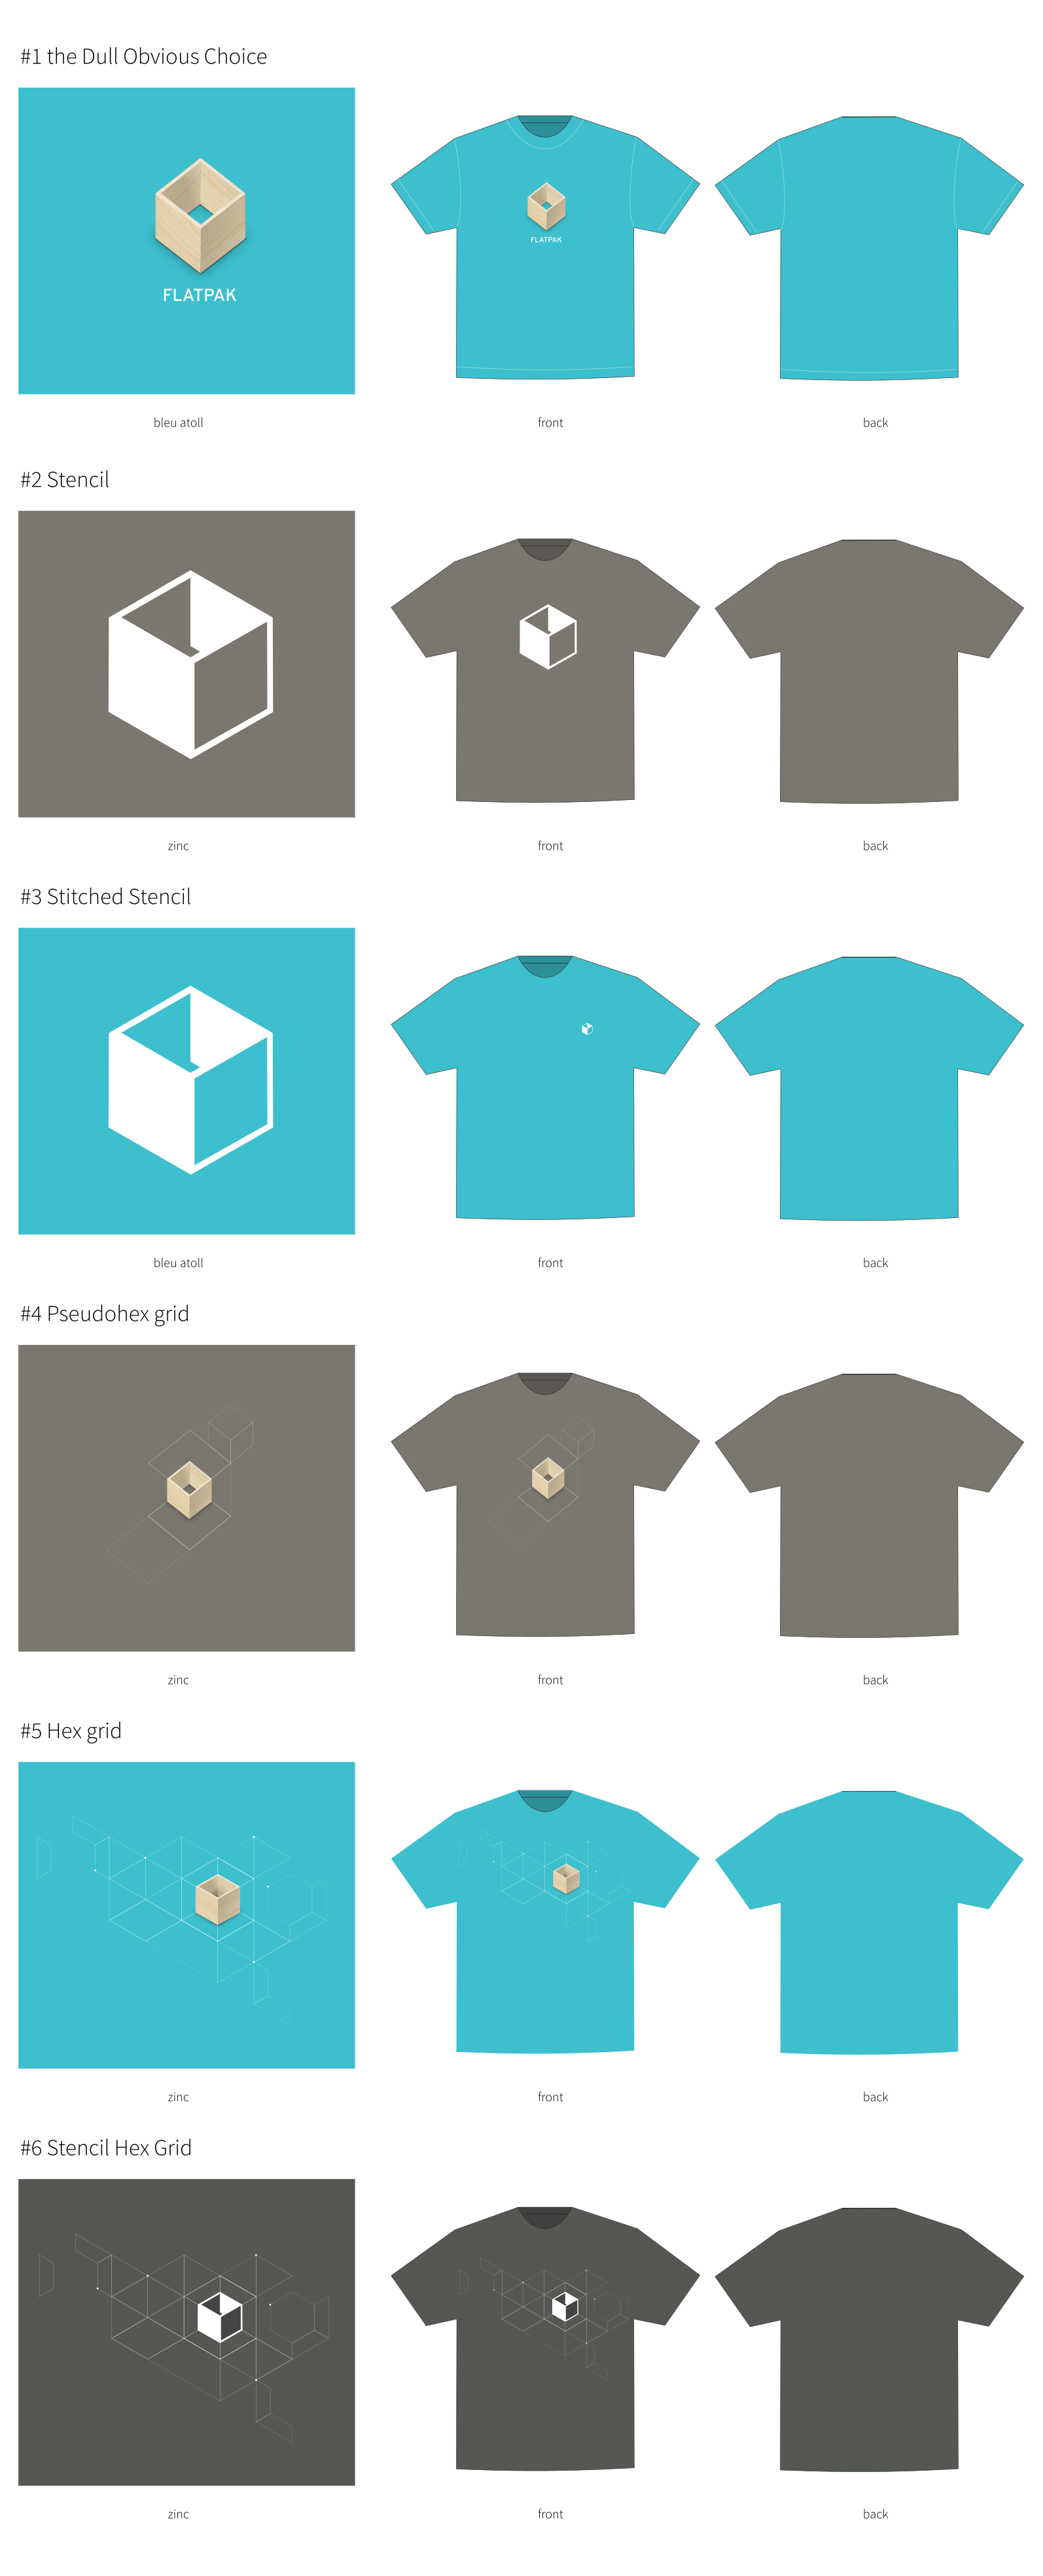 #1 the Dull Obvious Choice
FLATPAK
FLATPAK
bleu atoll
front
back
#2 Stencil
zinc
front
back
#3 Stitched Stencil
bleu atoll
front
back
#4 Pseudohex grid
zinc
front
back
#5 Hex grid
zinc
front
back
#6 Stencil Hex Grid
zinc
front
back